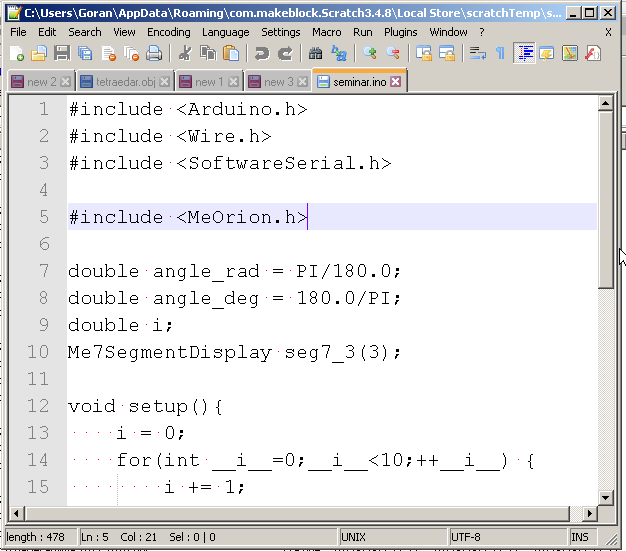 C:\Users\Goran\AppData\Roaming\com.makeblock.Scratch3.4.8\Local Store\scratchTemp\s...
File Edit Search View Encoding Language Settings Macro Run Plugins Window ? X
new 2 tetraedar.obj new 1 new 3 seminar.ino
1 #include <Arduino.h>
2 #include <Wire.h>
3 #include <SoftwareSerial.h>
4
5 #include <MeOrion.h>
6
7 double angle_rad = PI/180.0;
8 double angle_deg = 180.0/PI;
9 double i;
10 Me7SegmentDisplay seg7_3(3);
11
12 void setup(){
13 i = 0;
14 for(int __i__=0;__i__<10;++__i__) {
15 i += 1;
length : 478 Ln : 5 Col : 21 Sel : 0 | 0 UNIX UTF-8 INS